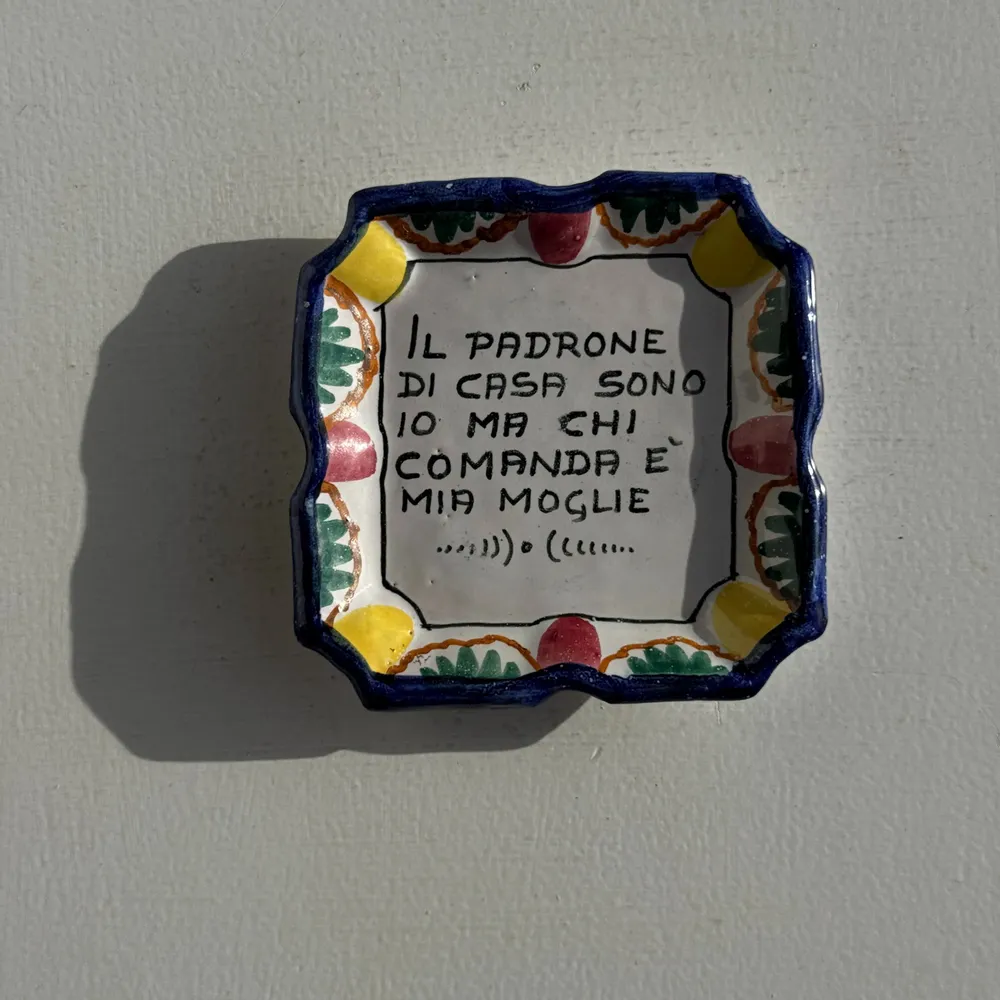 IL PADRONE
DI CASA SONO
IO MA CHI
COMANDA È
MIA MOGLIE